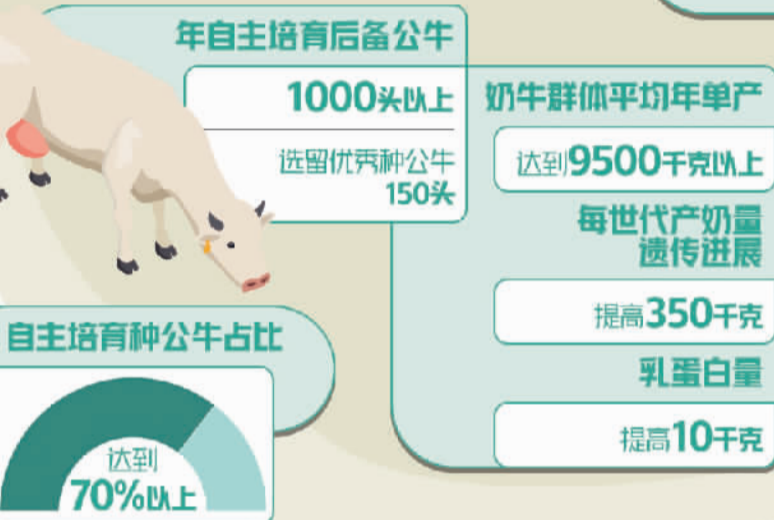 年自主培育后备公牛
1000头以上
选留优秀种公牛
150头
奶牛群体平均年单产
达到9500千克以上
每世代产奶量
遗传进展
提高350千克
乳蛋白量
提高10千克
自主培育种公牛占比
达到
70%以上